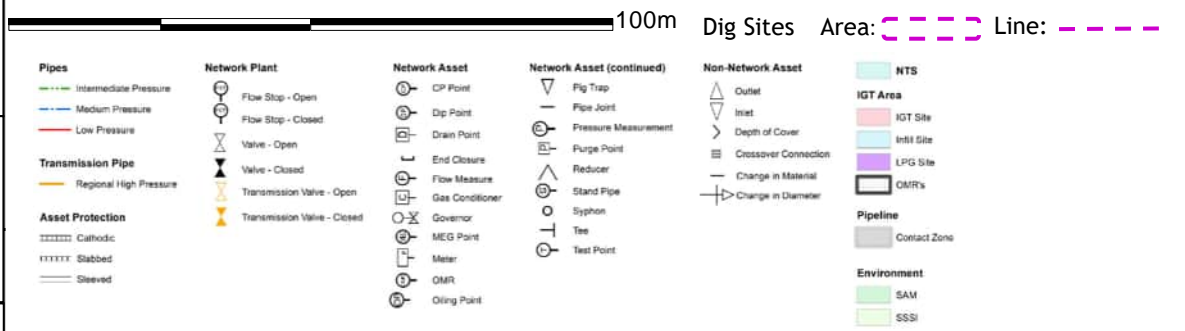 100m Dig Sites Area: Line:
Pipes
Intermediate Pressure
Medium Pressure
Low Pressure
Transmission Pipe
Regional High Pressure
Asset Protection
Cathodic
Slabbed
Sleeved
Network Plant
Flow Stop - Open
Flow Stop - Closed
Valve - Open
Valve - Closed
Transmission Valve - Open
Transmission Valve - Closed
Network Asset
CP Point
Dip Point
Drain Point
End Closure
Flow Measure
Gas Conditioner
Governor
MEG Point
Meter
OMR
Oiling Point
Network Asset (continued)
Pig Trap
Pipe Joint
Pressure Measurement
Purge Point
Reducer
Stand Pipe
Syphon
Tee
Test Point
Non-Network Asset
Outlet
Inlet
Depth of Cover
Crossover Connection
Change in Material
Change in Diameter
NTS
IGT Area
IGT Site
Infill Site
LPG Site
OMR's
Pipeline
Contact Zone
Environment
SAM
SSSI